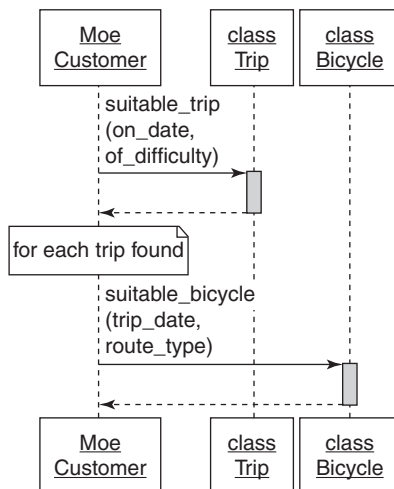 Moe
Customer
class
Trip
class
Bicycle
suitable_trip
(on_date,
of_difficulty)
for each trip found
suitable_bicycle
(trip_date,
route_type)
Moe
Customer
class
Trip
class
Bicycle